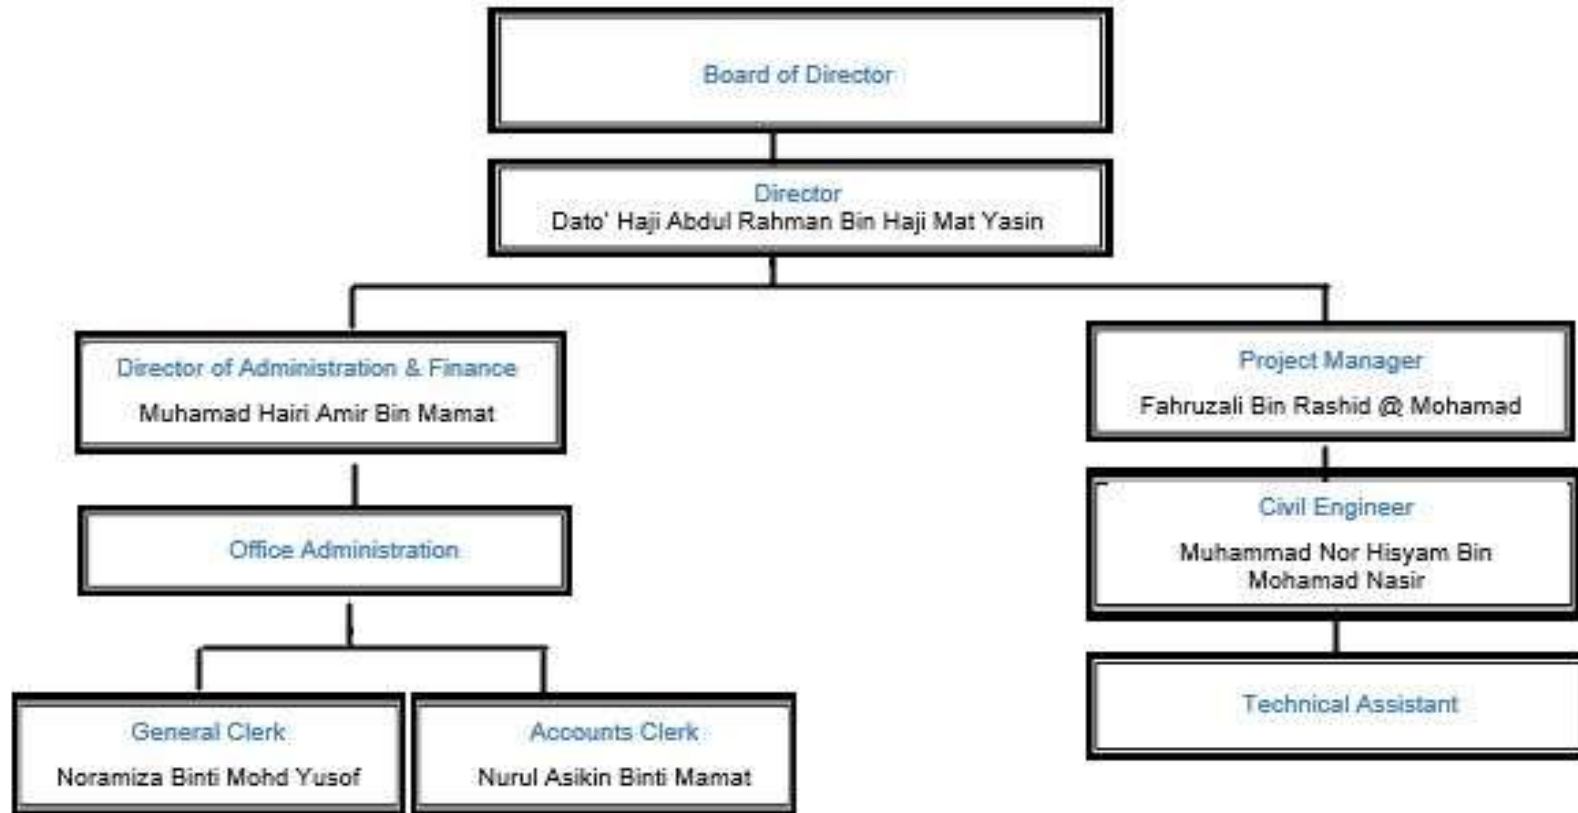 Board of Director
Director
Dato' Haji Abdul Rahman Bin Haji Mat Yasin
Director of Administration & Finance
Muhamad Hairi Amir Bin Mamat
Project Manager
Fahruzali Bin Rashid @ Mohamad
Office Administration
Civil Engineer
Muhammad Nor Hisyam Bin
Mohamad Nasir
General Clerk
Noramiza Binti Mohd Yusof
Accounts Clerk
Nurul Asikin Binti Mamat
Technical Assistant